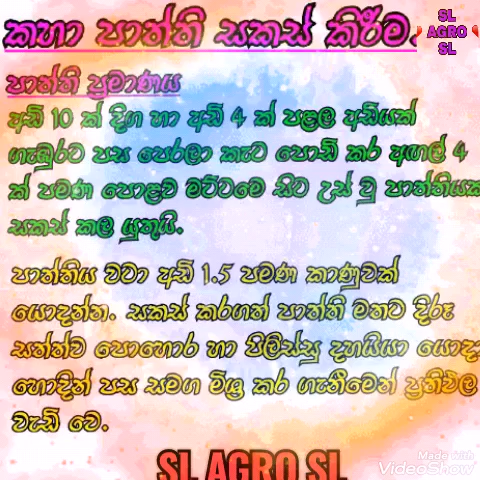 කහා පාත්ති සකස් කිරීම.
SL
AGRO
SL
පාත්ති ප්‍රමාණය
අඩි 10 ක් දිග හා අඩි 4 ක් පළල අඩියක්
ගැඹුරට පස පෙරලා කැට පොඩි කර අඟල් 4
ක් පමණ පොළව මට්ටමේ සිට උස් වූ පාත්තියක්
සකස් කල යුතුයි.
පාත්තිය වටා අඩි 1.5 පමණ කාණුවක්
යොදන්න. සකස් කරගත් පාත්ති මතට දිරූ
සත්ත්ව පොහොර හා පිලිස්සූ දහයියා යොදා
හොදින් පස සමග මිශ්‍ර කර ගැනීමෙන් ප්‍රතිඵල
වැඩි වෙ.
SL AGRO SL
Made with
VideoShow